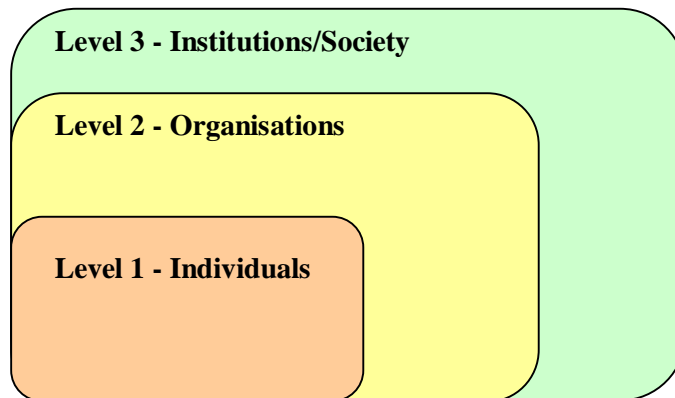 Level 3 - Institutions/Society
Level 2 - Organisations
Level 1 - Individuals